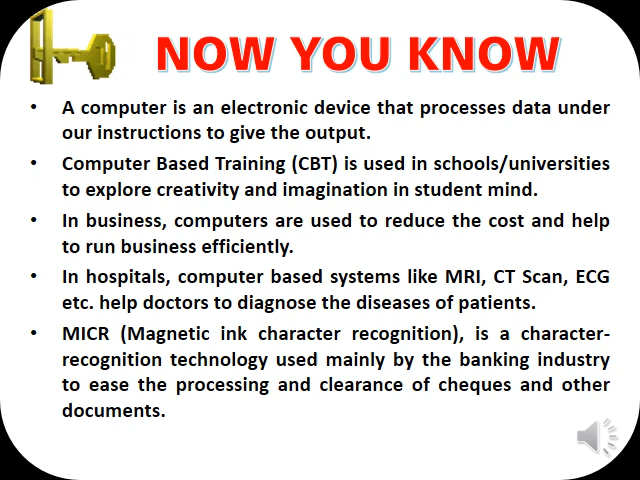 NOW YOU KNOW
• A computer is an electronic device that processes data under
our instructions to give the output.
• Computer Based Training (CBT) is used in schools/universities
to explore creativity and imagination in student mind.
• In business, computers are used to reduce the cost and help
to run business efficiently.
• In hospitals, computer based systems like MRI, CT Scan, ECG
etc. help doctors to diagnose the diseases of patients.
• MICR (Magnetic ink character recognition), is a character-
recognition technology used mainly by the banking industry
to ease the processing and clearance of cheques and other
documents.